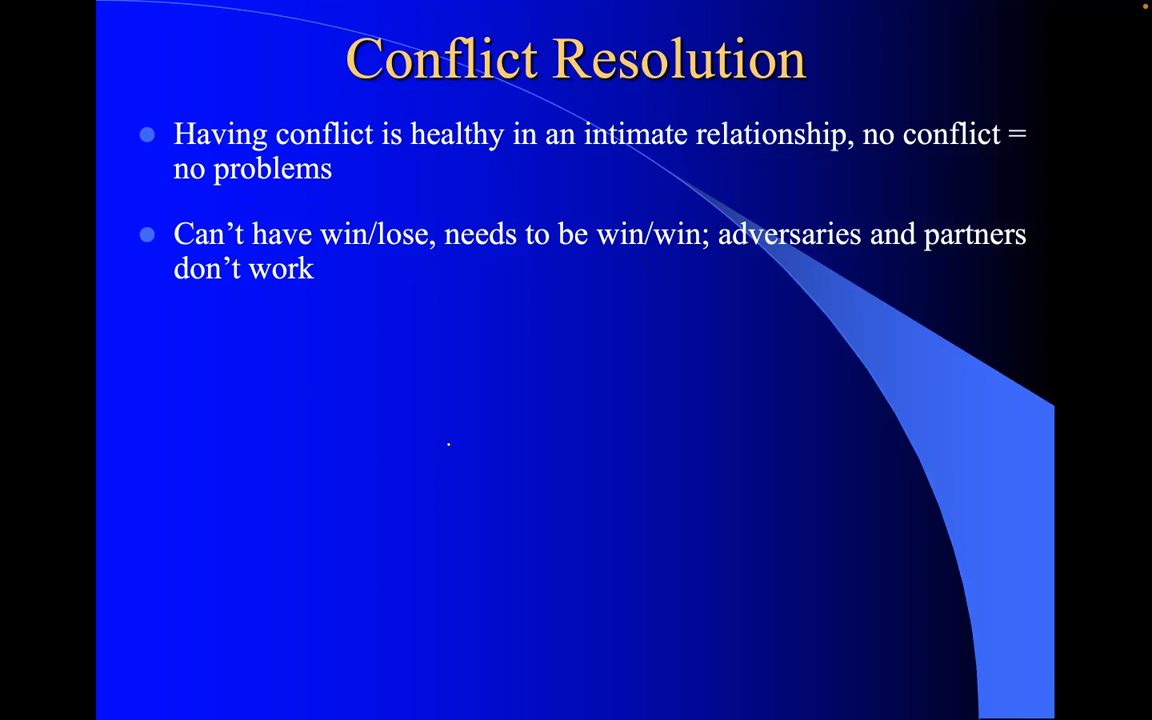 Conflict Resolution
Having conflict is healthy in an intimate relationship, no conflict =
no problems
Can’t have win/lose, needs to be win/win; adversaries and partners
don’t work